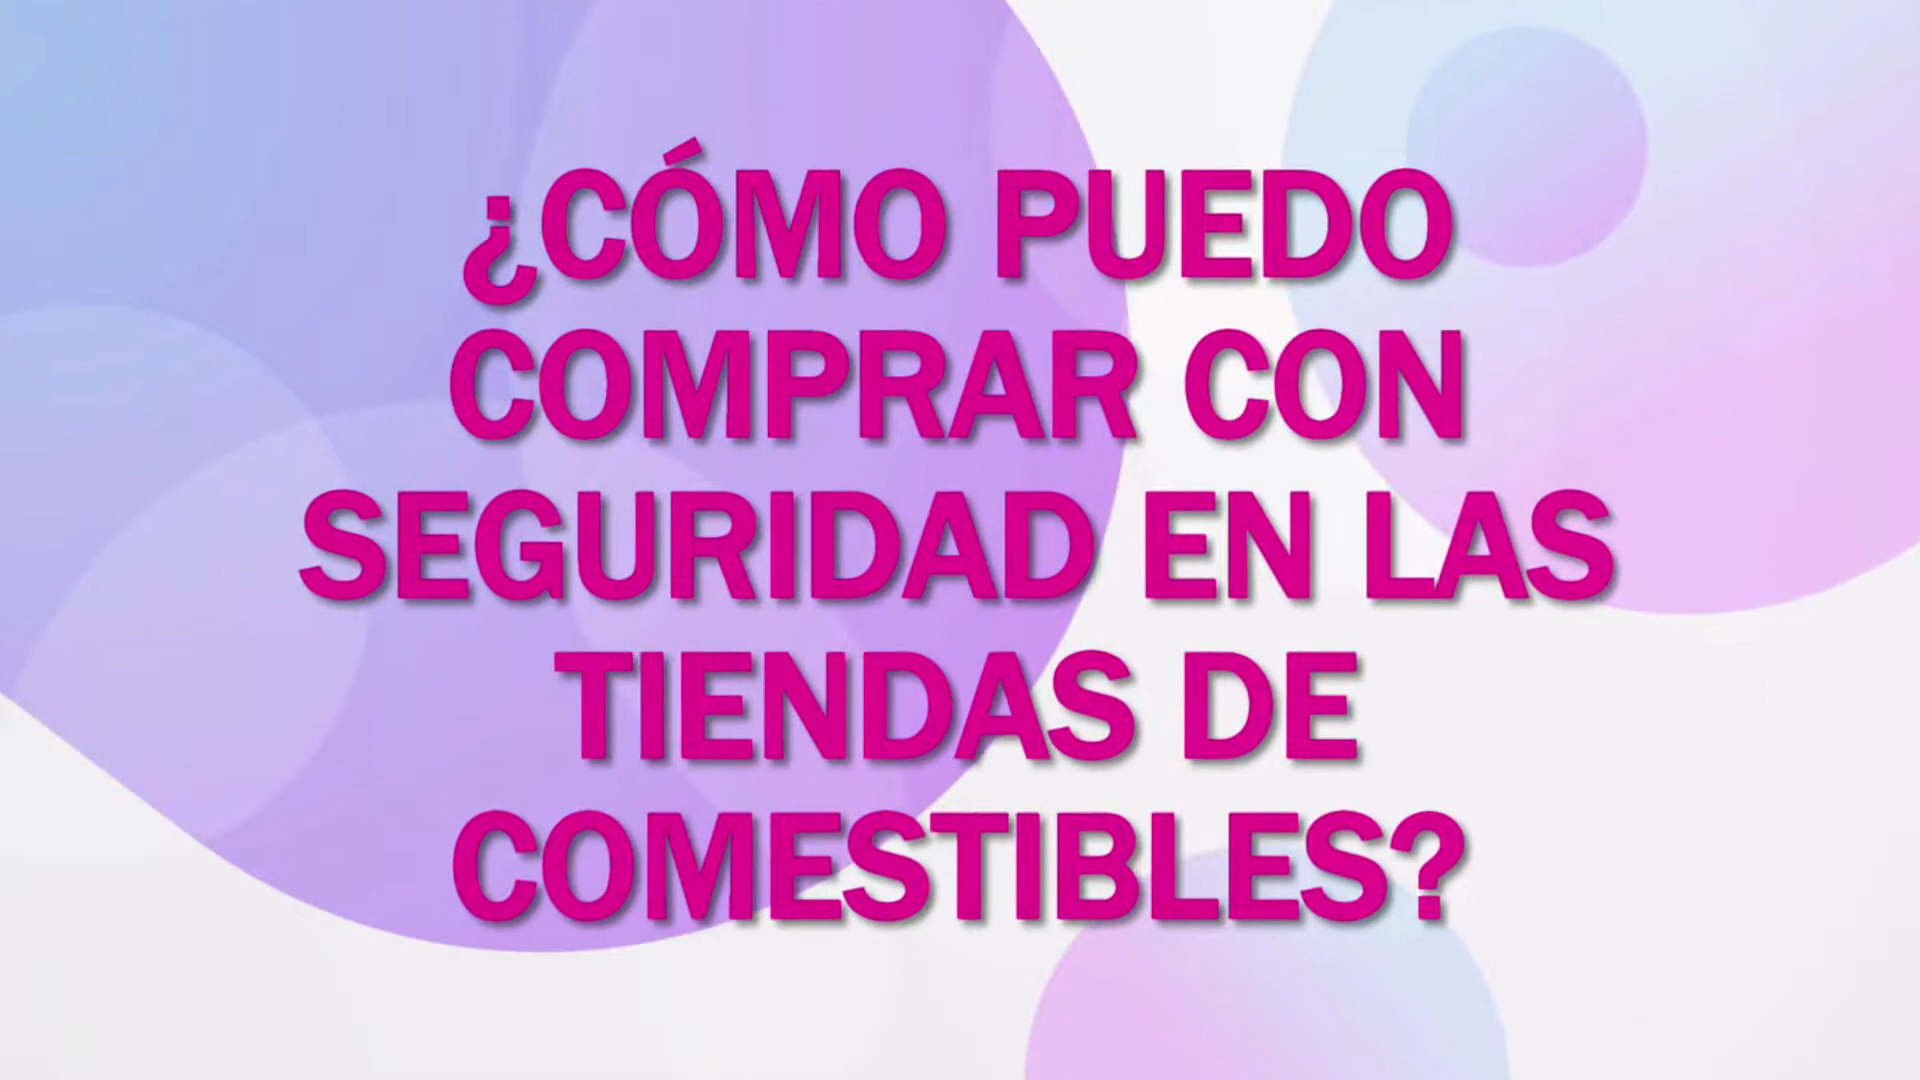 ¿CÓMO PUEDO
COMPRAR CON
SEGURIDAD EN LAS
TIENDAS DE
COMESTIBLES?